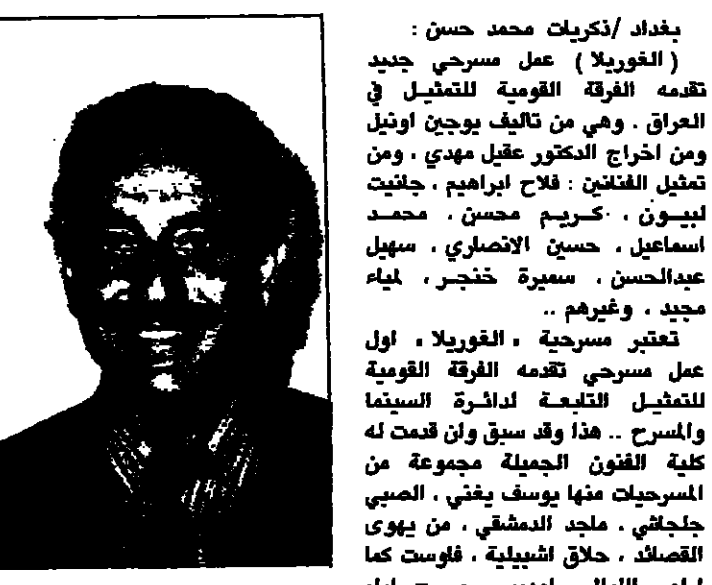 بغداد /ذكريات محمد حسن :
( الغوريلا ) عمل مسرحي جديد
تقدمه الفرقة القومية للتمثيل في
العراق . وهي من تاليف يوجين اونيل
ومن اخراج الدكتور عقيل مهدي ، ومن
تمثيل الفنانين : فلاح ابراهيم ، جانيت
لبيون ، كريم محسن ، محمد
اسماعيل ، حسين الانصاري ، سهيل
عبدالحسن ، سميرة خنجر ، لمياء
مجيد ، وغيرهم ..
تعتبر مسرحية « الغوريلا » اول
عمل مسرحي تقدمه الفرقة القومية
للتمثيل التابعة لدائرة السينما
والمسرح .. هذا وقد سبق وان قدمت له
كلية الفنون الجميلة مجموعة من
المسرحيات منها يوسف يغني ، الصبي
جلجاشي ، ماجد الدمشقي ، من يهوى
القصائد ، حلاق اشبيلية ، فاوست كما